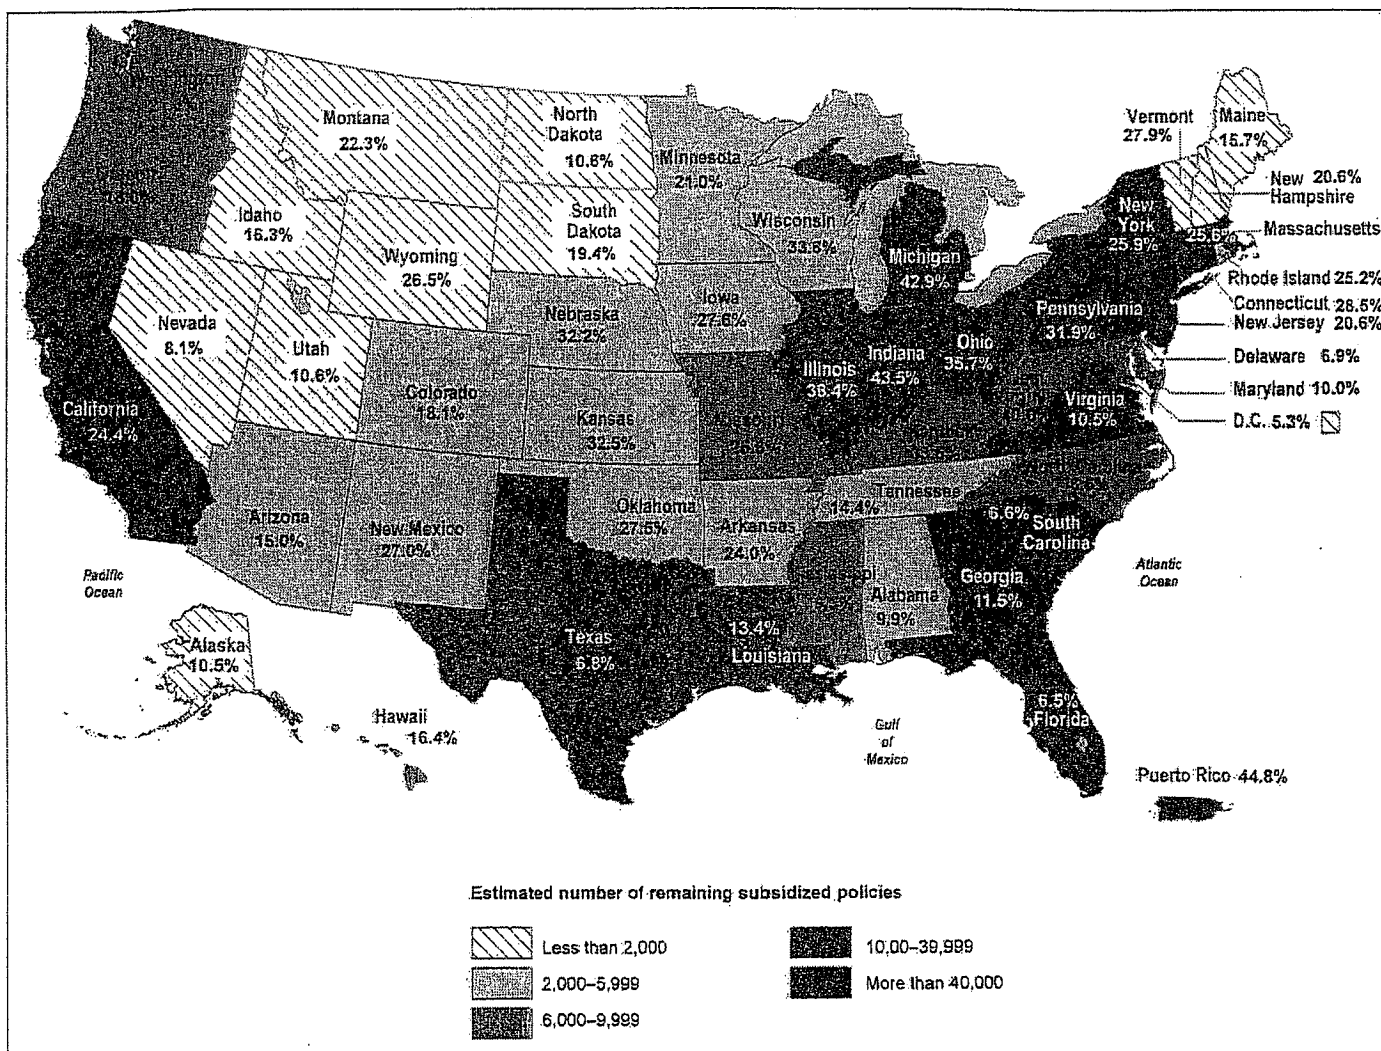 Montana
22.3%
North
Dakota
10.6%
Minnesota
21.0%
Vermont
27.9%
Maine
15.7%
New 20.6%
Hampshire
Massachusetts
25.6%
Rhode Island 25.2%
Connecticut 28.5%
New Jersey 20.6%
Delaware 6.9%
Maryland 10.0%
D.C. 5.3%
Idaho
16.3%
South
Dakota
19.4%
Wisconsin
33.6%
Michigan
42.9%
New
York
25.9%
Wyoming
26.5%
Nebraska
32.2%
Iowa
27.6%
Pennsylvania
31.9%
Nevada
8.1%
Utah
10.6%
Colorado
18.1%
Kansas
32.5%
Illinois
36.4%
Indiana
43.5%
Ohio
35.7%
Virginia
10.5%
California
24.4%
Arizona
15.0%
New Mexico
27.0%
Oklahoma
27.5%
Arkansas
24.0%
Tennessee
14.4%
6.6%
South
Carolina
Georgia
11.5%
Alabama
9.9%
Texas
6.8%
13.4%
Louisiana
6.5%
Florida
Pacific
Ocean
Atlantic
Ocean
Gulf
of
Mexico
Alaska
10.5%
Hawaii
16.4%
Puerto Rico 44.8%
Estimated number of remaining subsidized policies
Less than 2,000
2,000–5,999
6,000–9,999
10,00–39,999
More than 40,000